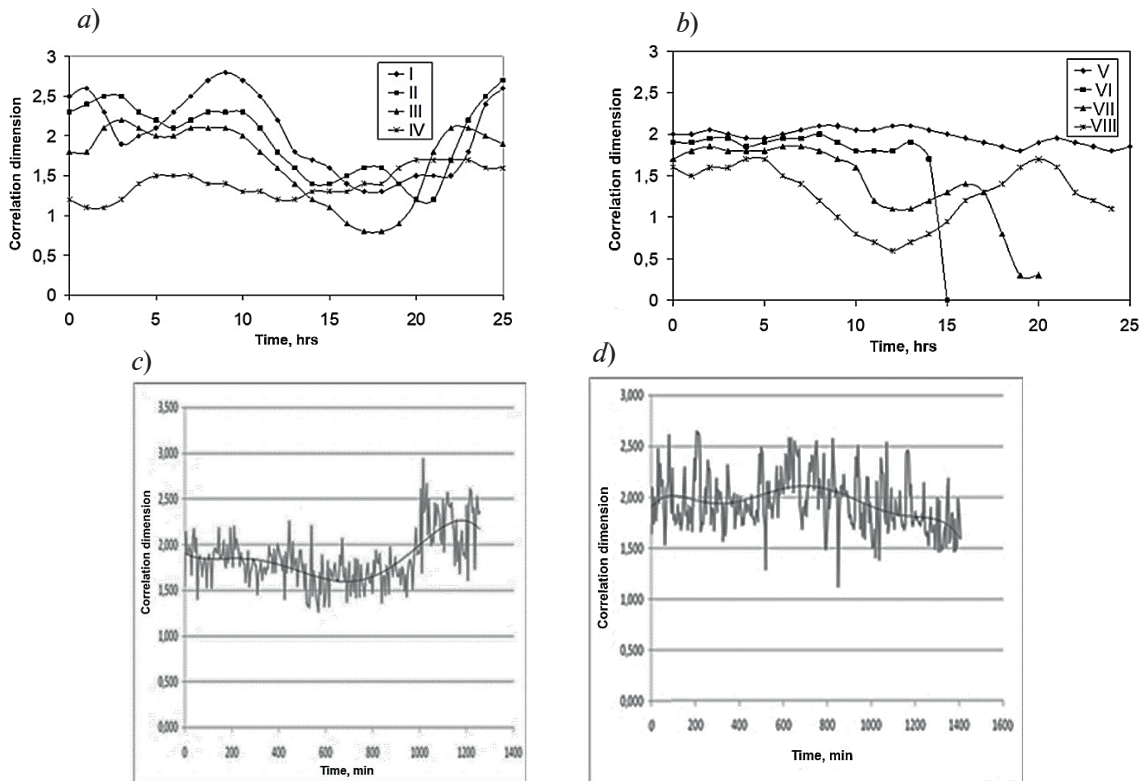 a)
3
2,5
2
1,5
1
0,5
0
Correlation dimension
I
II
III
IV
0 5 10 15 20 25
Time, hrs
b)
3
2,5
2
1,5
1
0,5
0
Correlation dimension
V
VI
VII
VIII
0 5 10 15 20 25
Time, hrs
c)
3,500
3,000
2,500
2,000
1,500
1,000
0,500
0,000
Correlation dimension
0 200 400 600 800 1000 1200 1400
Time, min
d)
3,000
2,500
2,000
1,500
1,000
0,500
0,000
Correlation dimension
0 200 400 600 800 1000 1200 1400 1600
Time, min